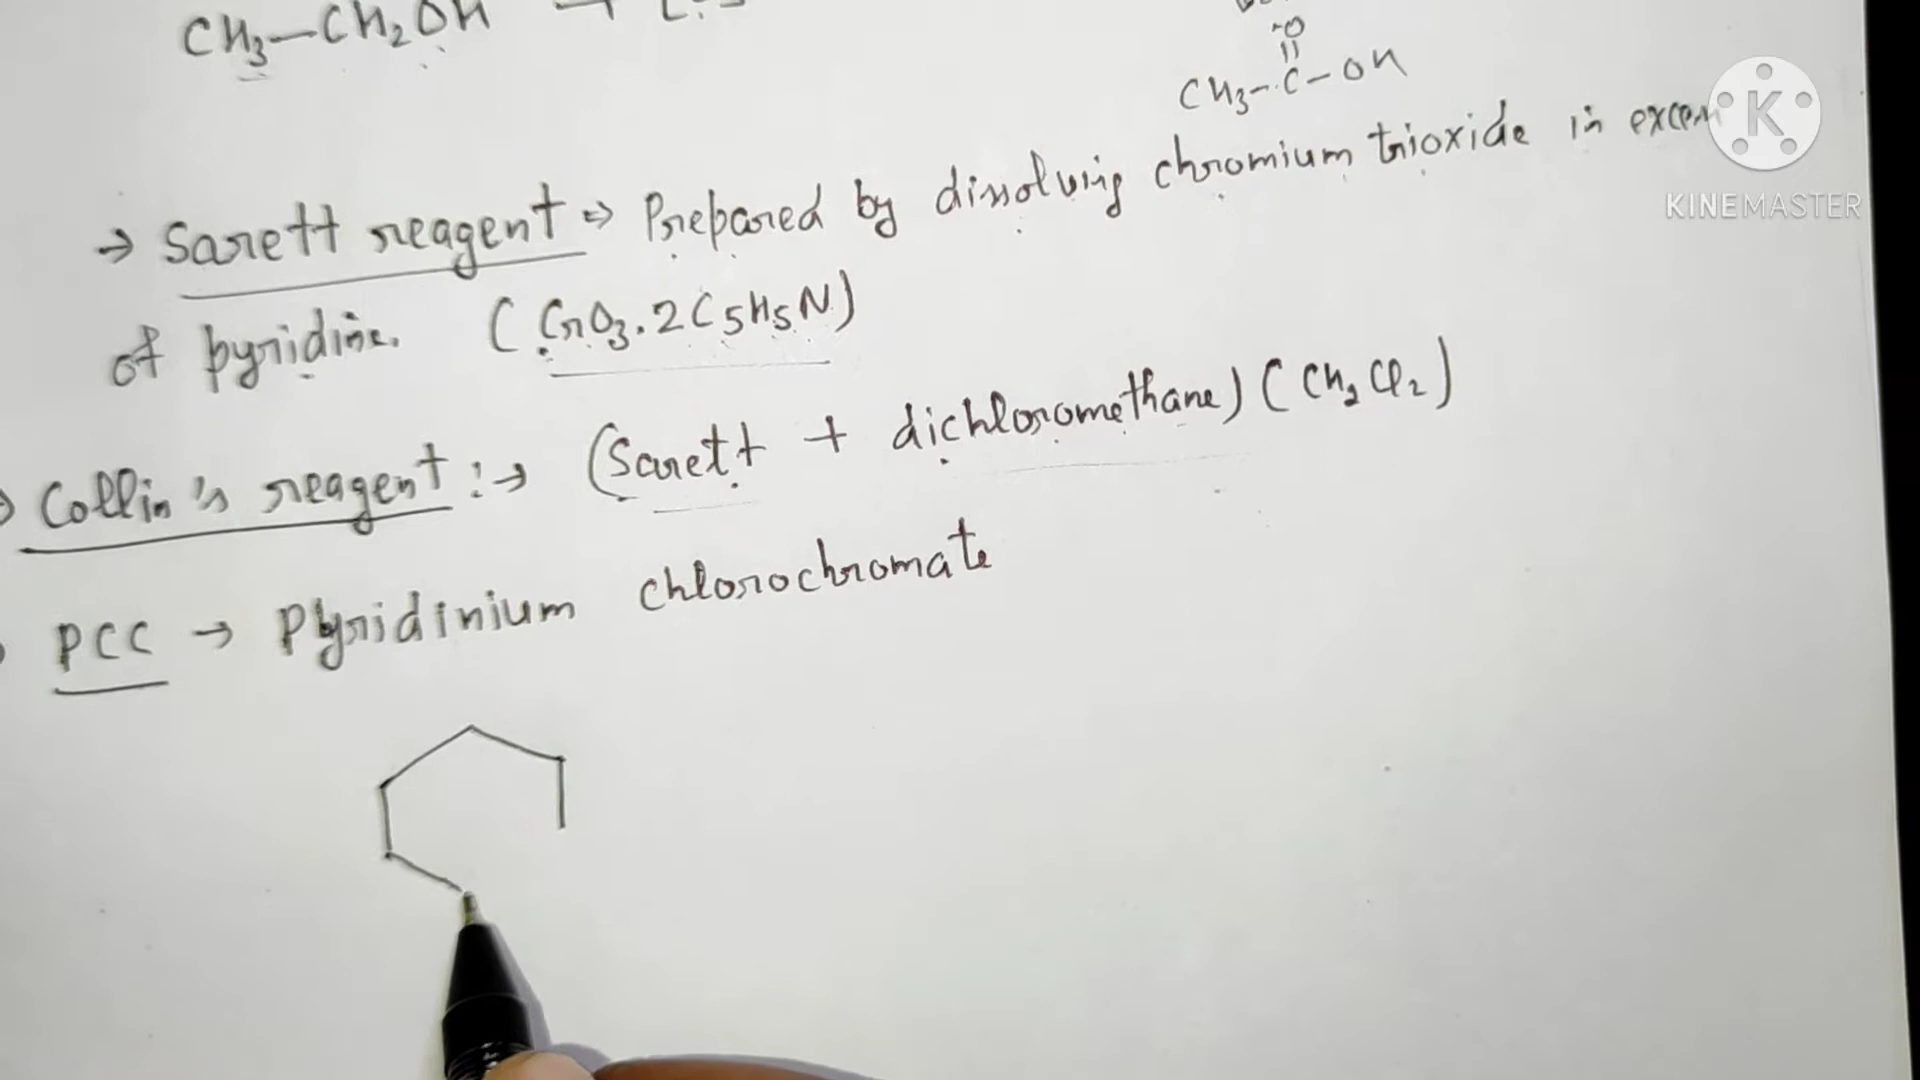 CH3-CH2OH →
O
||
CH3-C-OH
→ Sarett reagent ⇒ Prepared by dissolving chromium trioxide in excess
of pyridine. (CrO3.2C5H5N)
Collin's reagent :→ (Sarett + dichloromethane) (CH2Cl2)
PCC → Pyridinium chlorochromate
K
KINEMASTER